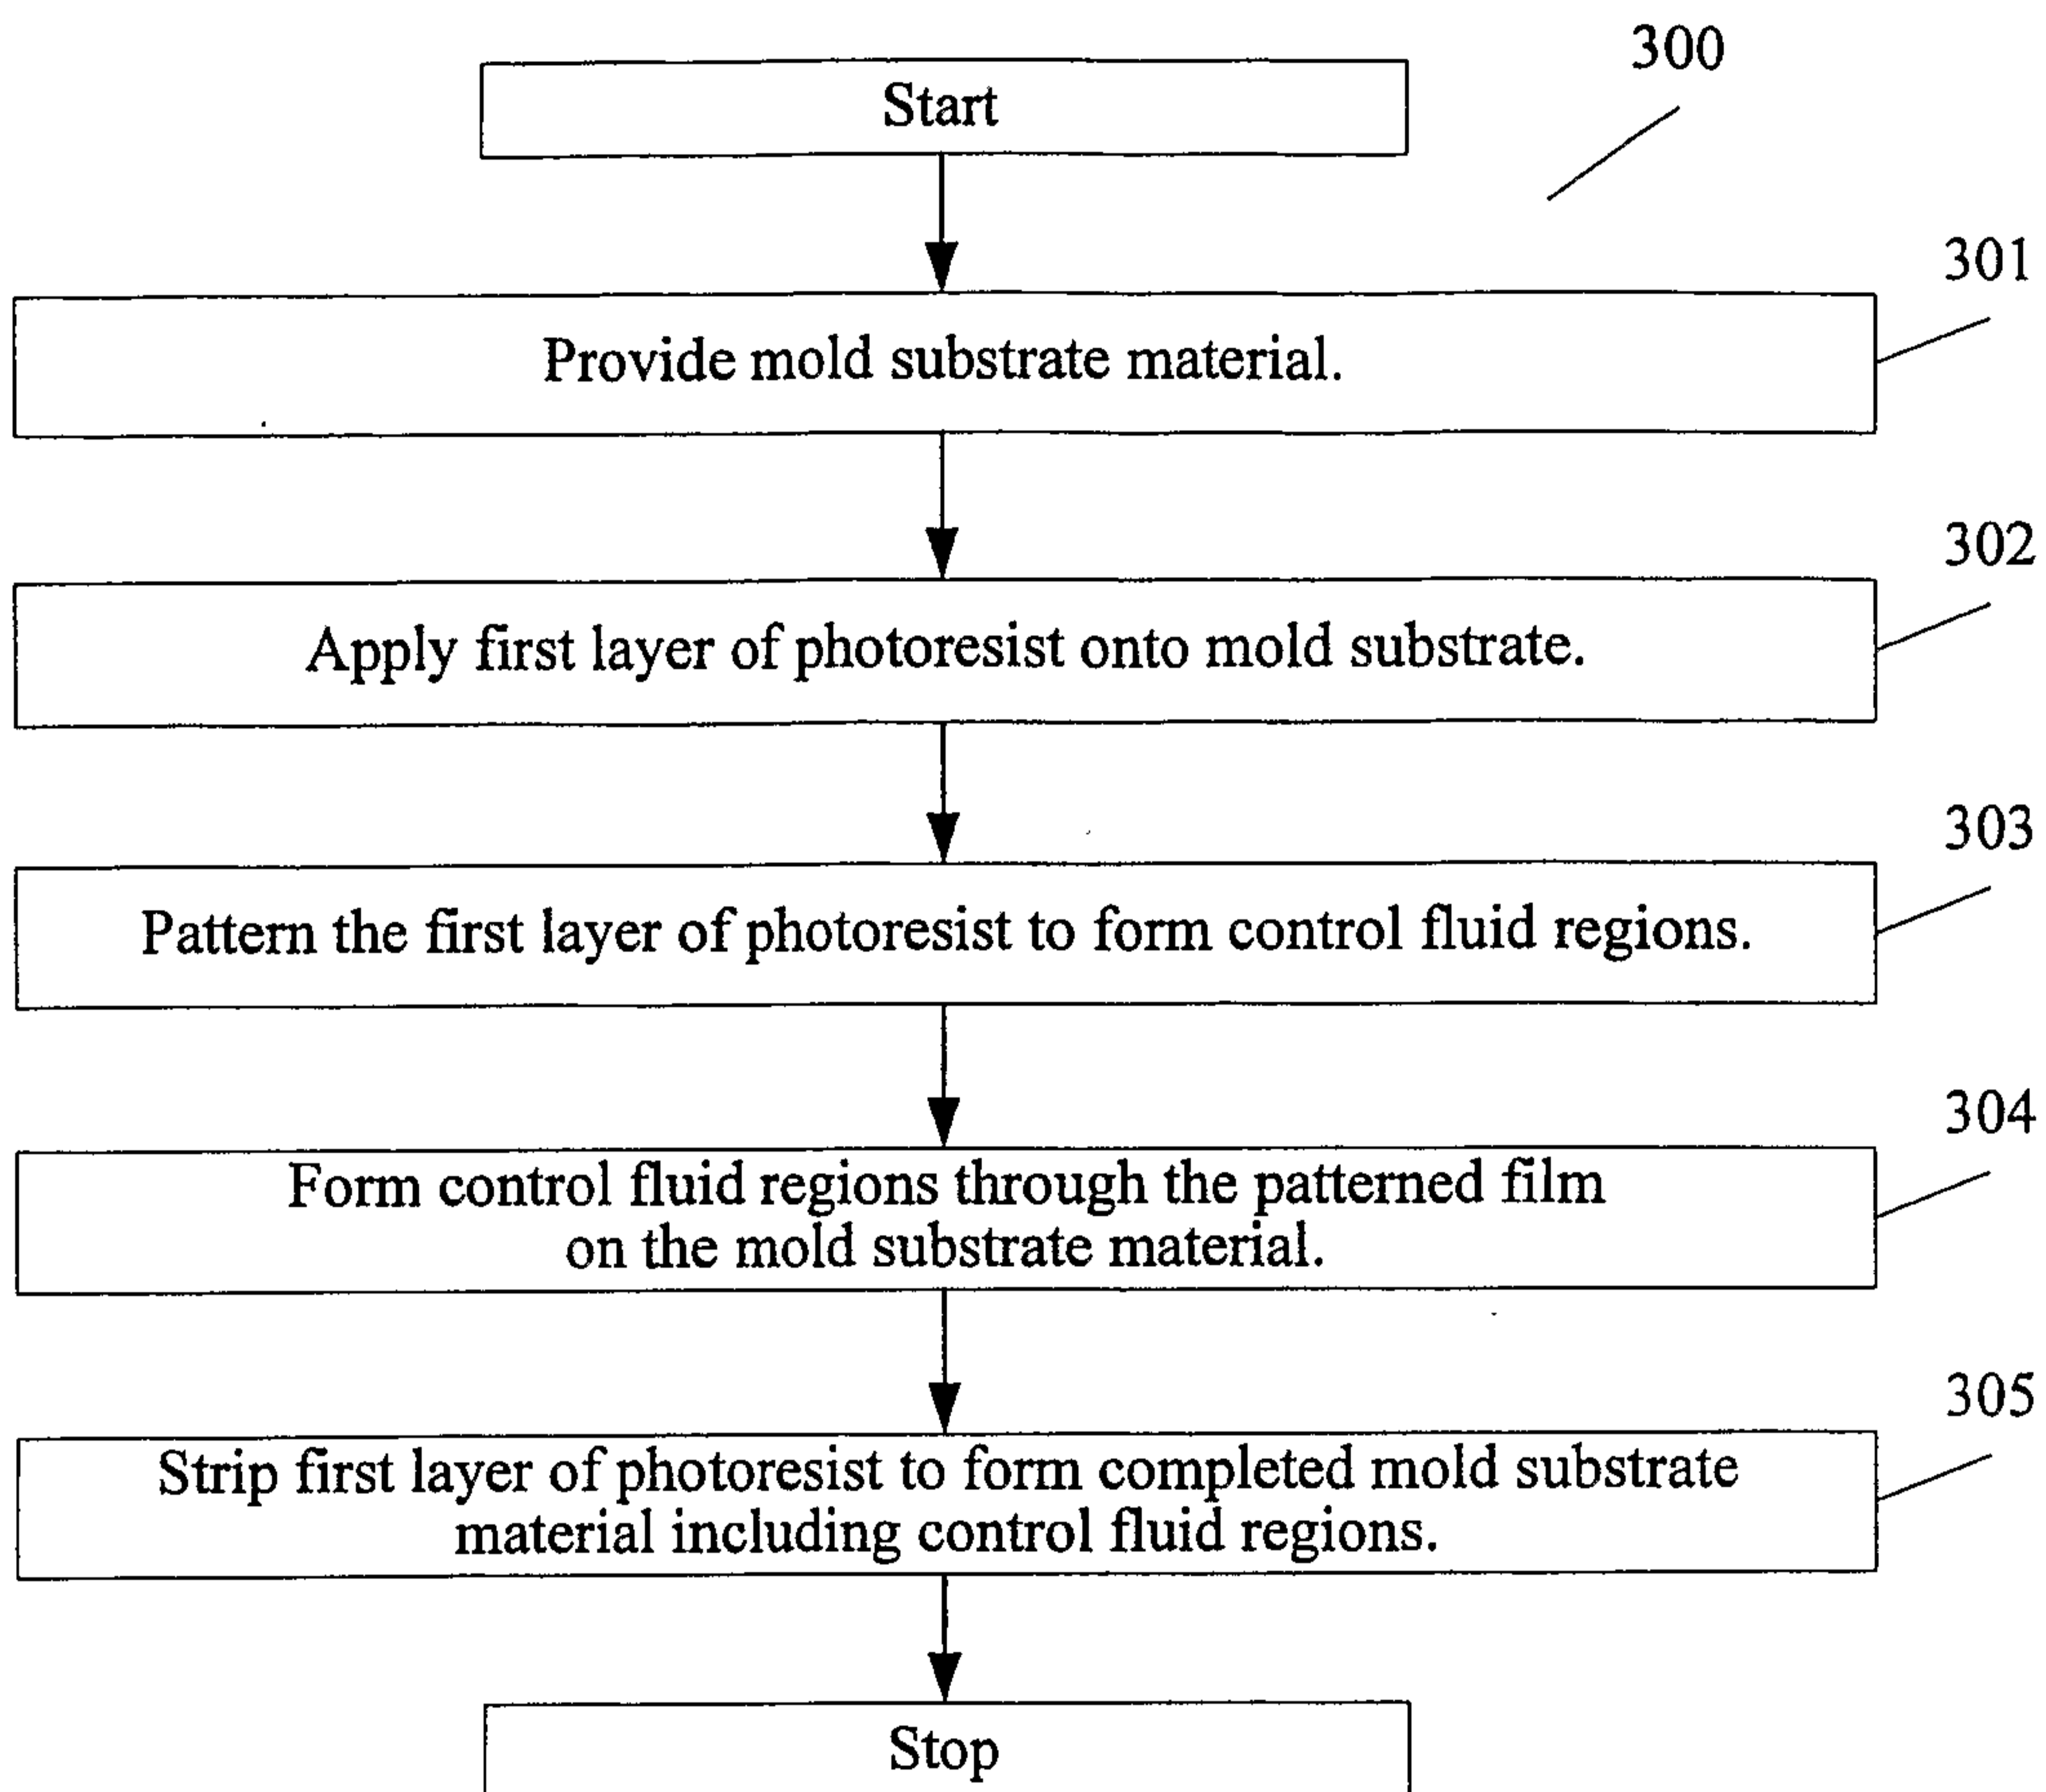 300
Start
301
Provide mold substrate material.
302
Apply first layer of photoresist onto mold substrate.
303
Pattern the first layer of photoresist to form control fluid regions.
304
Form control fluid regions through the patterned film
on the mold substrate material.
305
Strip first layer of photoresist to form completed mold substrate
material including control fluid regions.
Stop